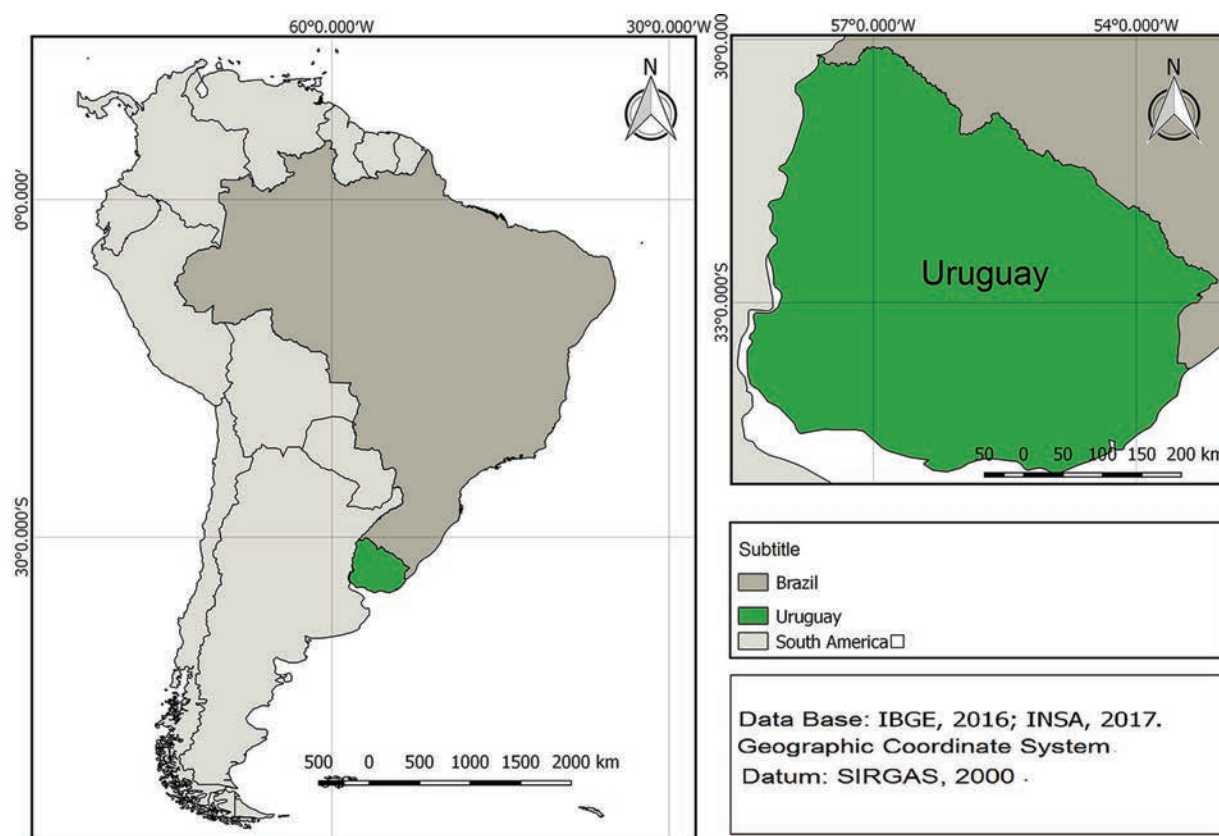 60°0.000'W
30°0.000'W
0°0.000'
30°0.000'S
N
500 0 500 1000 1500 2000 km
57°0.000'W
54°0.000'W
30°0.000'
33°0.000'S
N
Uruguay
50 0 50 100 150 200 km
Subtitle
Brazil
Uruguay
South America
Data Base: IBGE, 2016; INSA, 2017.
Geographic Coordinate System
Datum: SIRGAS, 2000 .